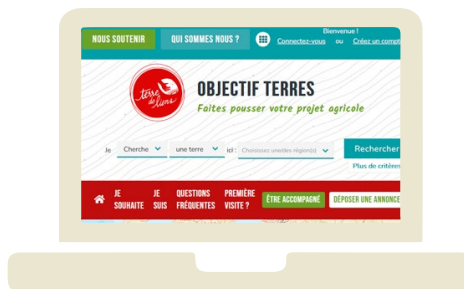 NOUS SOUTENIR QUI SOMMES NOUS ? Bienvenue !
Connectez-vous ou Créez un compt
terre de liens
OBJECTIF TERRES
Faites pousser votre projet agricole
Je Cherche une terre ici : Choisissez une/des région(s) Rechercher
Plus de critère
JE SOUHAITE JE SUIS QUESTIONS FRÉQUENTES PREMIÈRE VISITE ? ÊTRE ACCOMPAGNÉ DÉPOSER UNE ANNONCE